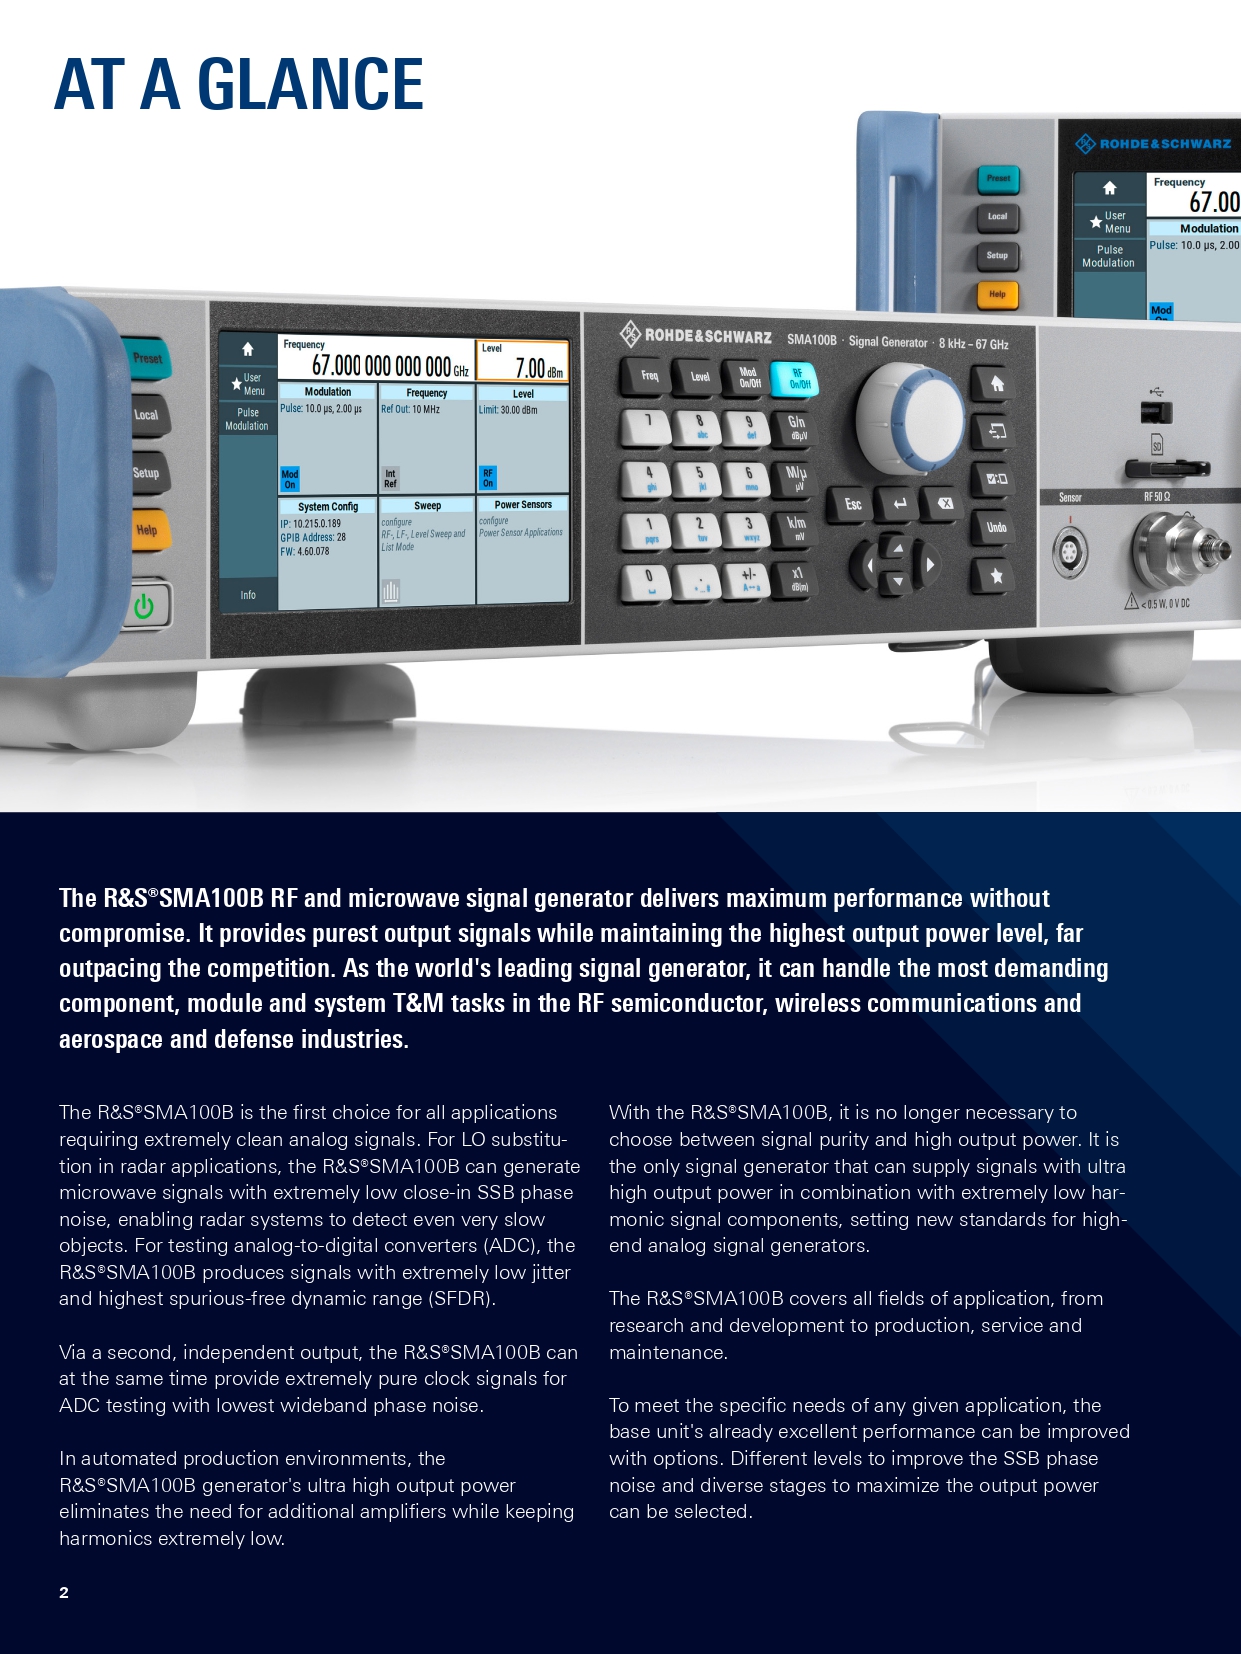 AT A GLANCE
ROHDE&SCHWARZ
Preset
Local
Setup
Help
User
Menu
Pulse
Modulation
Frequency
67.00
Modulation
Pulse: 10.0 µs, 2.00
Mod
On
Preset
Local
Setup
Help
User
Menu
Pulse
Modulation
Info
Frequency
67.000 000 000 000 GHz
Level
7.00 dBm
Modulation
Pulse: 10.0 µs, 2.00 µs
Mod
On
Frequency
Ref Out: 10 MHz
Int
Ref
Level
Limit: 30.00 dBm
RF
On
System Config
IP: 10.215.0.189
GPIB Address: 28
FW: 4.60.078
Sweep
configure
RF-, LF-, Level Sweep and
List Mode
Power Sensors
configure
Power Sensor Applications
ROHDE&SCHWARZ SMA100B · Signal Generator · 8 kHz – 67 GHz
Freq Level Mod On/Off RF On/Off
7 8 abc 9 def G/n dBµV
4 ghi 5 jkl 6 mno M/µ µV
1 pqrs 2 tuv 3 wxyz k/m mV
0 . +/- x1 dB(m)
Esc
Undo
SD
Sensor
RF 50 Ω
< 0.5 W, 0 V DC
The R&S®SMA100B RF and microwave signal generator delivers maximum performance without
compromise. It provides purest output signals while maintaining the highest output power level, far
outpacing the competition. As the world's leading signal generator, it can handle the most demanding
component, module and system T&M tasks in the RF semiconductor, wireless communications and
aerospace and defense industries.
The R&S®SMA100B is the first choice for all applications
requiring extremely clean analog signals. For LO substitu-
tion in radar applications, the R&S®SMA100B can generate
microwave signals with extremely low close-in SSB phase
noise, enabling radar systems to detect even very slow
objects. For testing analog-to-digital converters (ADC), the
R&S®SMA100B produces signals with extremely low jitter
and highest spurious-free dynamic range (SFDR).
Via a second, independent output, the R&S®SMA100B can
at the same time provide extremely pure clock signals for
ADC testing with lowest wideband phase noise.
In automated production environments, the
R&S®SMA100B generator's ultra high output power
eliminates the need for additional amplifiers while keeping
harmonics extremely low.
With the R&S®SMA100B, it is no longer necessary to
choose between signal purity and high output power. It is
the only signal generator that can supply signals with ultra
high output power in combination with extremely low har-
monic signal components, setting new standards for high-
end analog signal generators.
The R&S®SMA100B covers all fields of application, from
research and development to production, service and
maintenance.
To meet the specific needs of any given application, the
base unit's already excellent performance can be improved
with options. Different levels to improve the SSB phase
noise and diverse stages to maximize the output power
can be selected.
2